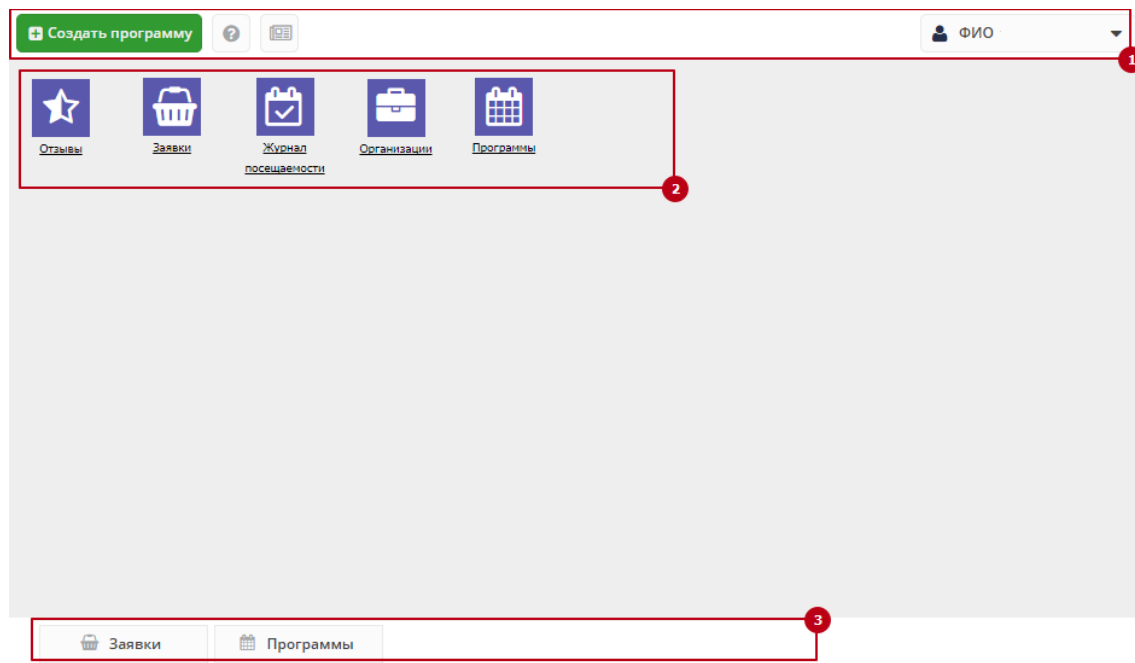 Создать программу
ФИО
1
Отзывы
Заявки
Журнал
посещаемости
Организации
Программы
2
3
Заявки
Программы